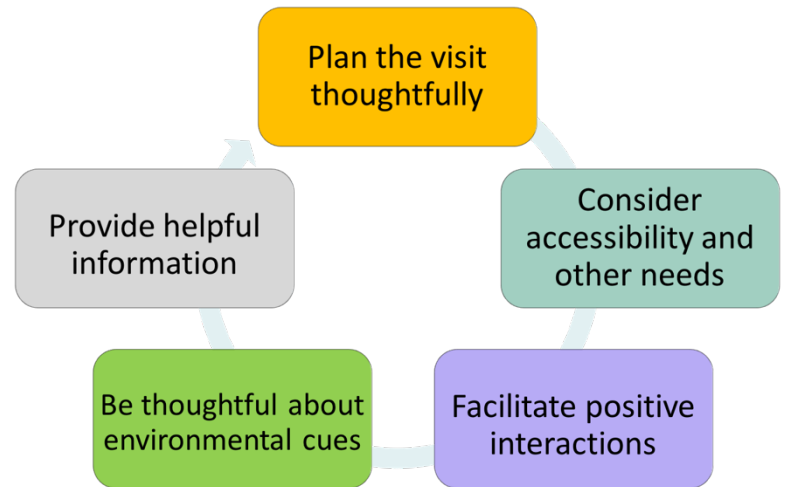 Plan the visit
thoughtfully
Consider
accessibility and
other needs
Facilitate positive
interactions
Be thoughtful about
environmental cues
Provide helpful
information